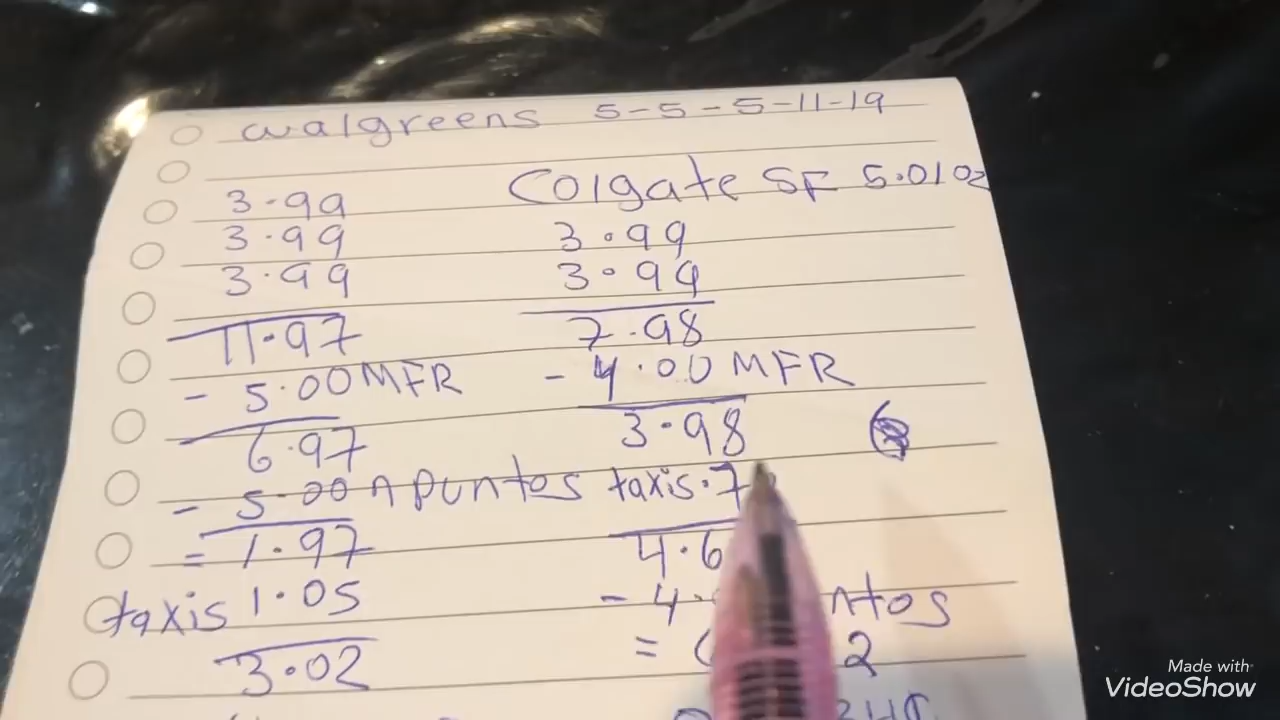 walgreens 5-5-5-11-19
3.99
3.99
3.99
11.97
- 5.00 MFR
6.97
- 5.00 n puntos
= 1.97
taxis 1.05
3.02
Colgate SF 5.0 oz
3.99
3.99
7.98
- 4.00 MFR
3.98
taxis
=
Made with
VideoShow